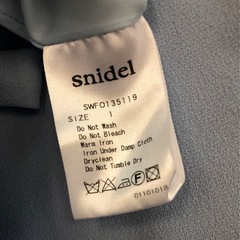 snidel
SWFO135119
SIZE 1
Do Not Wash
Do Not Bleach
Warm Iron
Iron Under Damp Cloth
Dryclean
Do Not Tumble Dry